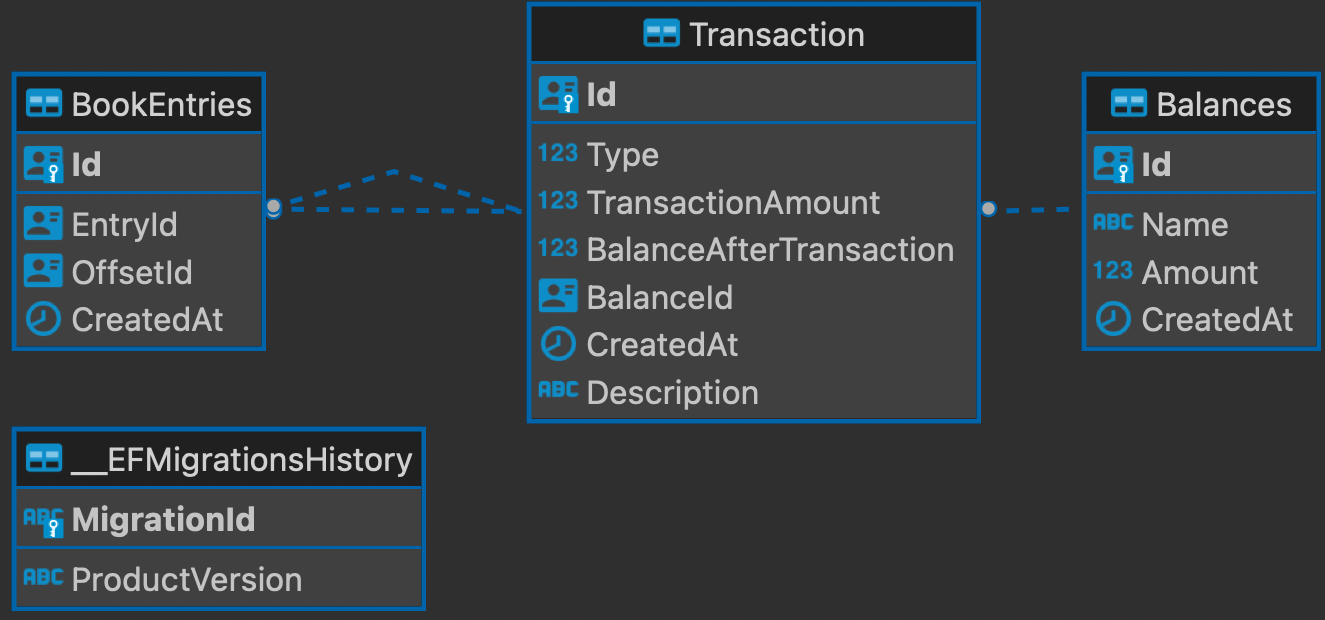 BookEntries
Id
EntryId
OffsetId
CreatedAt
Transaction
Id
123 Type
123 TransactionAmount
123 BalanceAfterTransaction
BalanceId
CreatedAt
ABC Description
Balances
Id
ABC Name
123 Amount
CreatedAt
__EFMigrationsHistory
ABC MigrationId
ABC ProductVersion